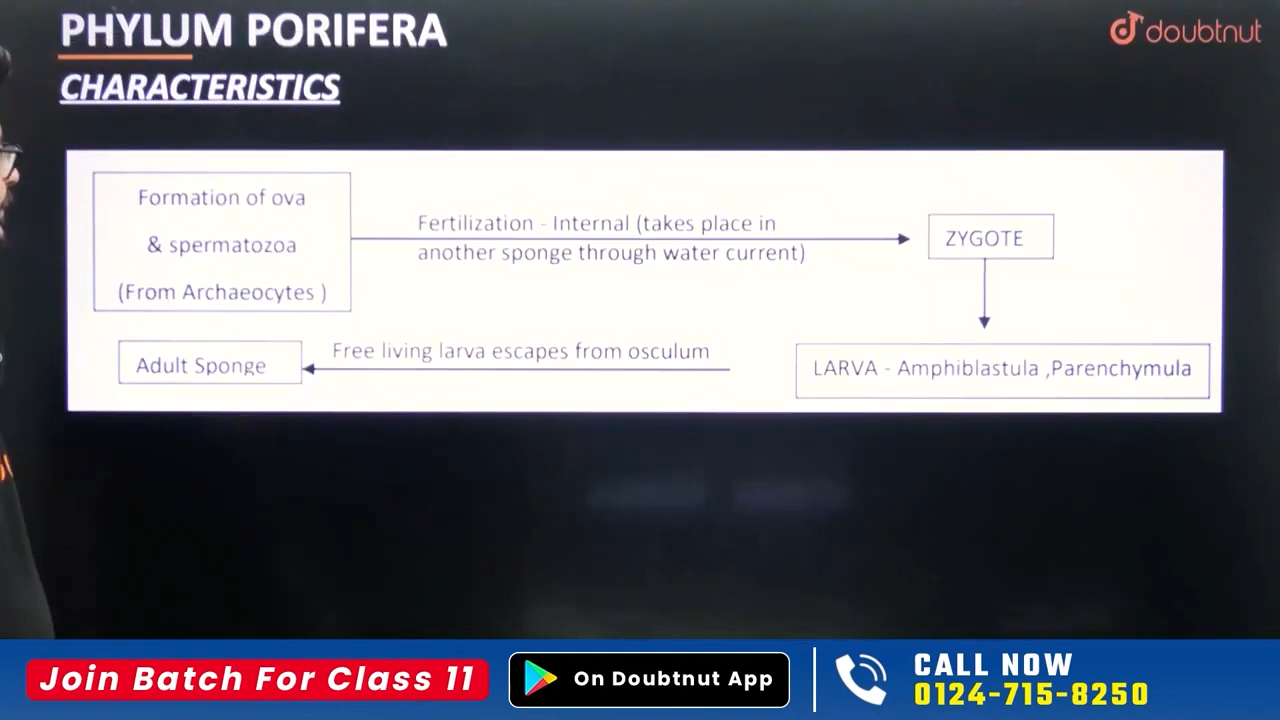 PHYLUM PORIFERA
doubtnut
CHARACTERISTICS
Formation of ova
& spermatozoa
(From Archaeocytes )
Fertilization - Internal (takes place in
another sponge through water current)
ZYGOTE
Adult Sponge
Free living larva escapes from osculum
LARVA - Amphiblastula ,Parenchymula
Join Batch For Class 11
On Doubtnut App
CALL NOW
0124-715-8250